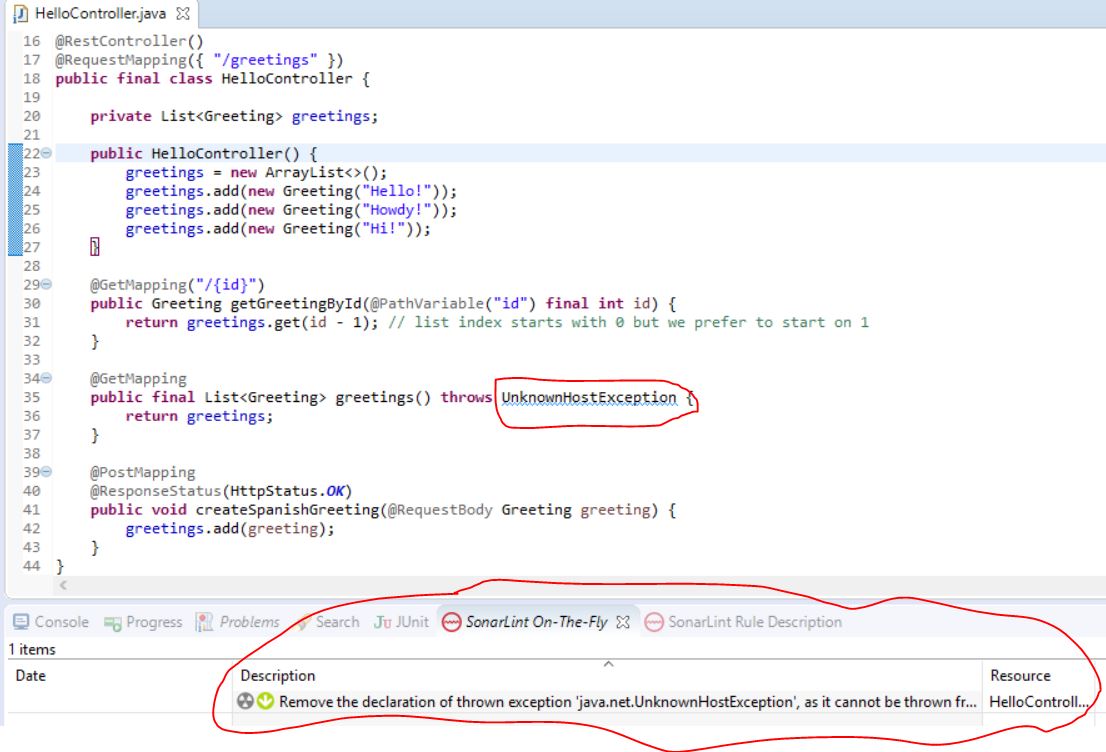 HelloController.java
16 @RestController()
17 @RequestMapping({ "/greetings" })
18 public final class HelloController {
19
20     private List<Greeting> greetings;
21
22     public HelloController() {
23         greetings = new ArrayList<>();
24         greetings.add(new Greeting("Hello!"));
25         greetings.add(new Greeting("Howdy!"));
26         greetings.add(new Greeting("Hi!"));
27     }
28
29     @GetMapping("/{id}")
30     public Greeting getGreetingById(@PathVariable("id") final int id) {
31         return greetings.get(id - 1); // list index starts with 0 but we prefer to start on 1
32     }
33
34     @GetMapping
35     public final List<Greeting> greetings() throws UnknownHostException {
36         return greetings;
37     }
38
39     @PostMapping
40     @ResponseStatus(HttpStatus.OK)
41     public void createSpanishGreeting(@RequestBody Greeting greeting) {
42         greetings.add(greeting);
43     }
44 }
Console Progress Problems Search JU JUnit SonarLint On-The-Fly SonarLint Rule Description
1 items
Date Description Resource
Remove the declaration of thrown exception 'java.net.UnknownHostException', as it cannot be thrown fr... HelloControll...